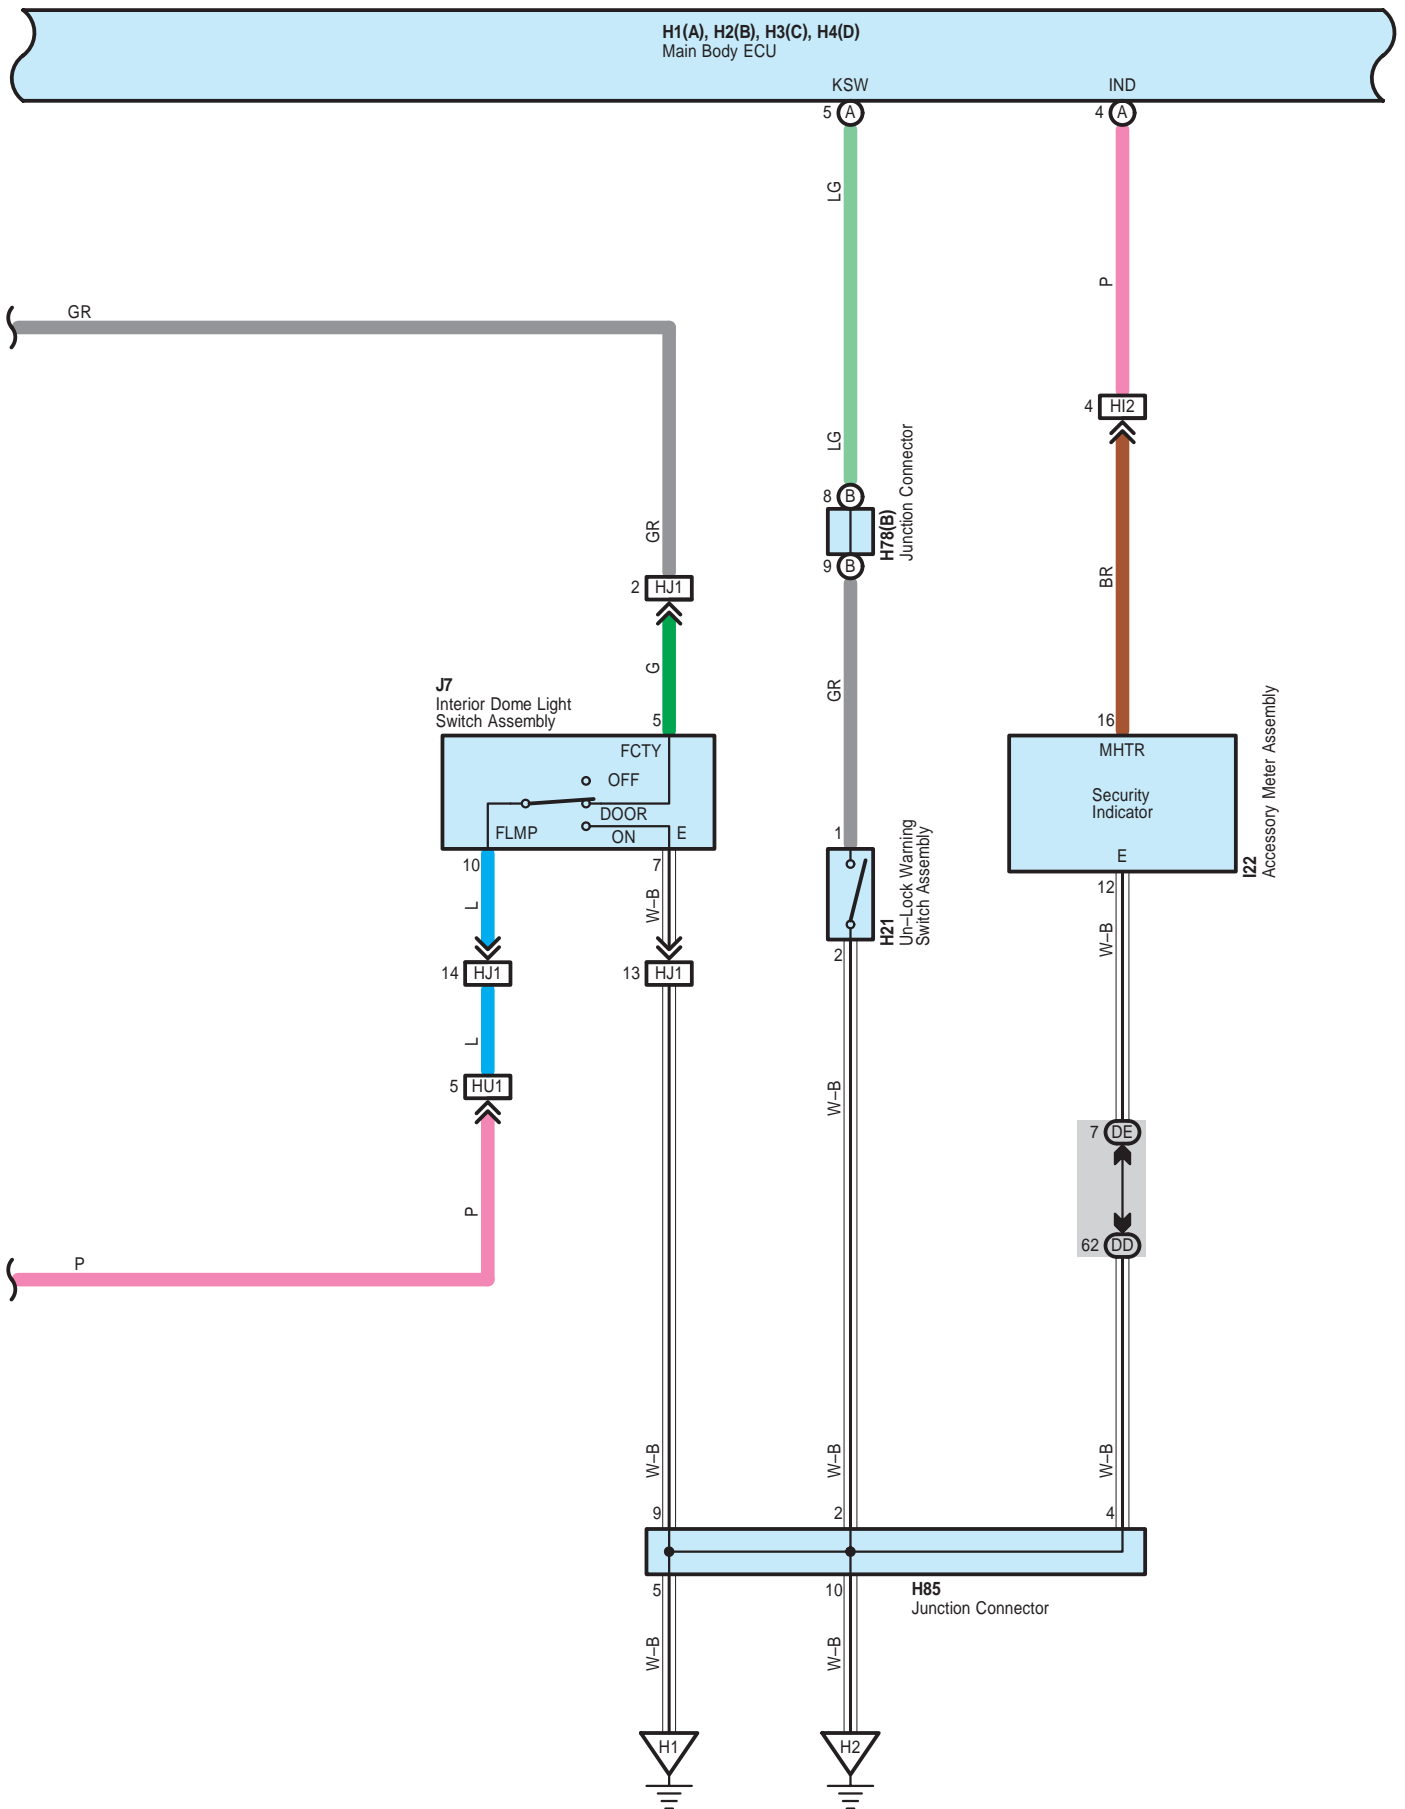 H1(A), H2(B), H3(C), H4(D)
Main Body ECU
KSW
IND
5 A
4 A
LG
P
GR
4 HI2
LG
8 B
H78(B)
Junction Connector
9 B
GR
2 HJ1
BR
G
GR
J7
Interior Dome Light
Switch Assembly
5
16
FCTY
OFF
DOOR
ON
FLMP
E
MHTR
Security
Indicator
E
I22
Accessory Meter Assembly
1
H21
Un–Lock Warning
Switch Assembly
2
10
7
12
L
W–B
W–B
14 HJ1
13 HJ1
L
5 HU1
W–B
7 DE
P
62 DD
P
W–B
W–B
W–B
9
2
4
5
10
H85
Junction Connector
W–B
W–B
H1
H2